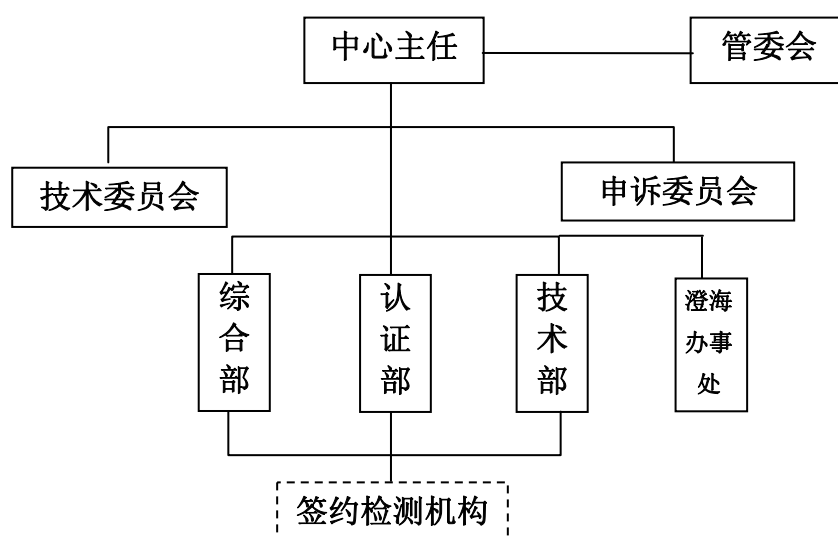 中心主任
管委会
技术委员会
申诉委员会
综合部
认证部
技术部
澄海
办事
处
签约检测机构